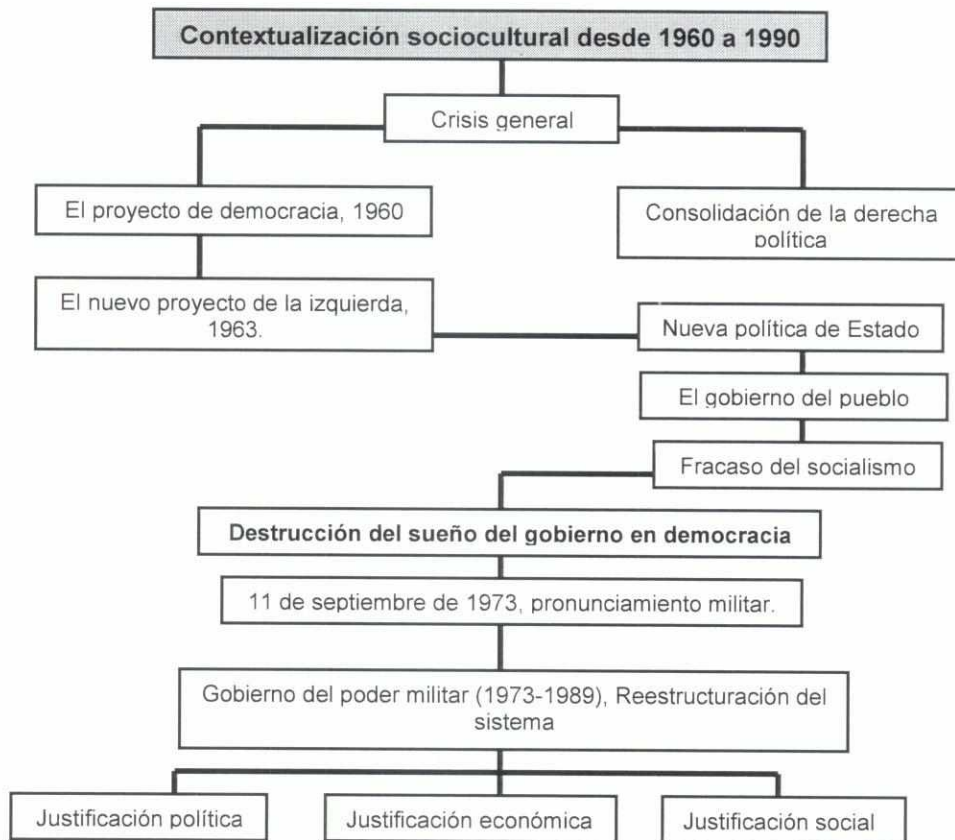 Contextualización sociocultural desde 1960 a 1990
Crisis general
El proyecto de democracia, 1960
Consolidación de la derecha
política
El nuevo proyecto de la izquierda,
1963.
Nueva política de Estado
El gobierno del pueblo
Fracaso del socialismo
Destrucción del sueño del gobierno en democracia
11 de septiembre de 1973, pronunciamiento militar.
Gobierno del poder militar (1973-1989), Reestructuración del
sistema
Justificación política
Justificación económica
Justificación social